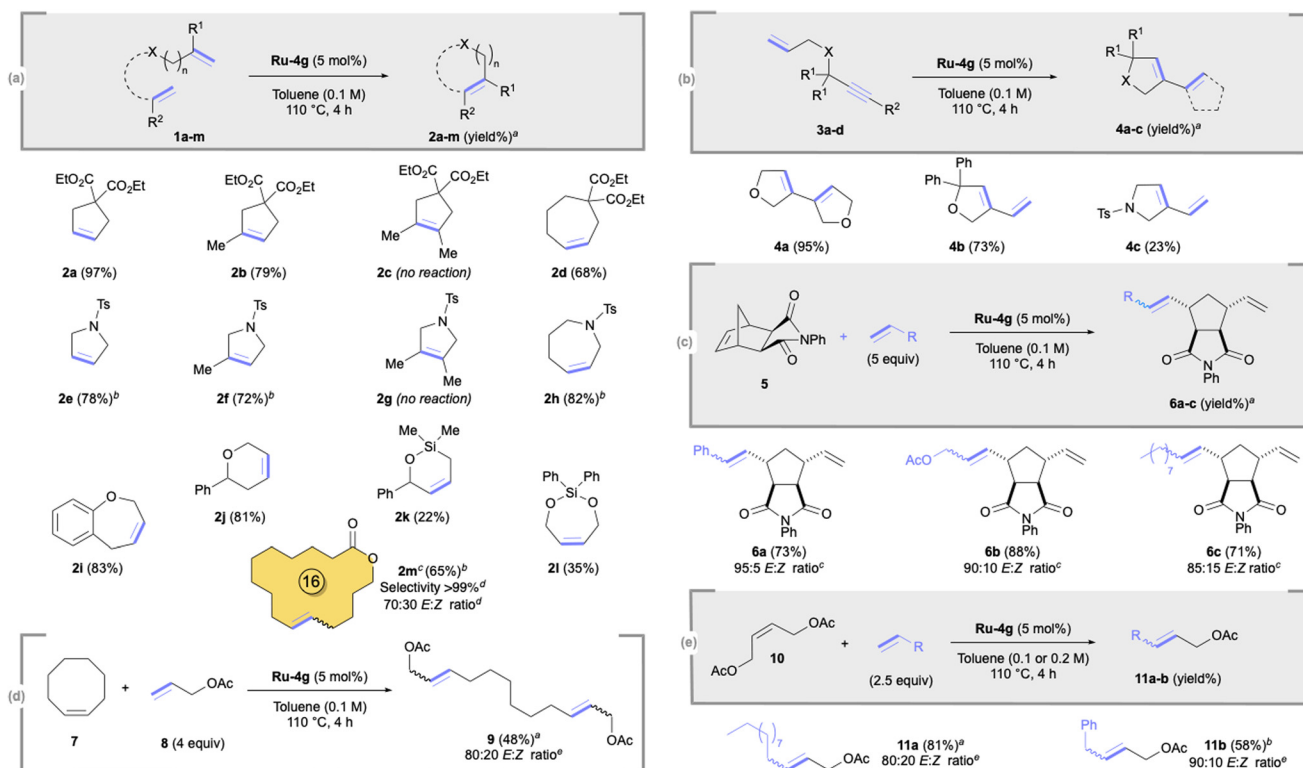 (a)
X
R¹
n
R²
1a-m
Ru-4g (5 mol%)
Toluene (0.1 M)
110 °C, 4 h
X
n
R¹
R²
2a-m (yield%)ᵃ
EtO₂C CO₂Et
2a (97%)
EtO₂C CO₂Et
Me
2b (79%)
EtO₂C CO₂Et
Me
Me
2c (no reaction)
CO₂Et
CO₂Et
2d (68%)
Ts
N
2e (78%)ᵇ
Ts
N
Me
2f (72%)ᵇ
Ts
N
Me
Me
2g (no reaction)
N Ts
2h (82%)ᵇ
O
2i (83%)
O
Ph
2j (81%)
Me Me
Si
O
Ph
2k (22%)
Ph Ph
Si
O O
2l (35%)
O
O
16
2mᶜ (65%)ᵇ
Selectivity >99%ᵈ
70:30 E:Z ratioᵈ
(b)
X
R¹
R¹
R²
3a-d
Ru-4g (5 mol%)
Toluene (0.1 M)
110 °C, 4 h
R¹
R¹
X
4a-c (yield%)ᵃ
O
O
4a (95%)
Ph
Ph
O
4b (73%)
Ts N
4c (23%)
(c)
O
NPh
O
5
+
R
(5 equiv)
Ru-4g (5 mol%)
Toluene (0.1 M)
110 °C, 4 h
R
O N O
Ph
6a-c (yield%)ᵃ
Ph
O N O
Ph
6a (73%)
95:5 E:Z ratioᶜ
AcO
O N O
Ph
6b (88%)
90:10 E:Z ratioᶜ
7
O N O
Ph
6c (71%)
85:15 E:Z ratioᶜ
(d)
7
+
OAc
8 (4 equiv)
Ru-4g (5 mol%)
Toluene (0.1 M)
110 °C, 4 h
OAc
OAc
9 (48%)ᵃ
80:20 E:Z ratioᵉ
(e)
OAc
AcO
10
+
R
(2.5 equiv)
Ru-4g (5 mol%)
Toluene (0.1 or 0.2 M)
110 °C, 4 h
R OAc
11a-b (yield%)
7
OAc
11a (81%)ᵃ
80:20 E:Z ratioᵉ
Ph
OAc
11b (58%)ᵇ
90:10 E:Z ratioᵉ